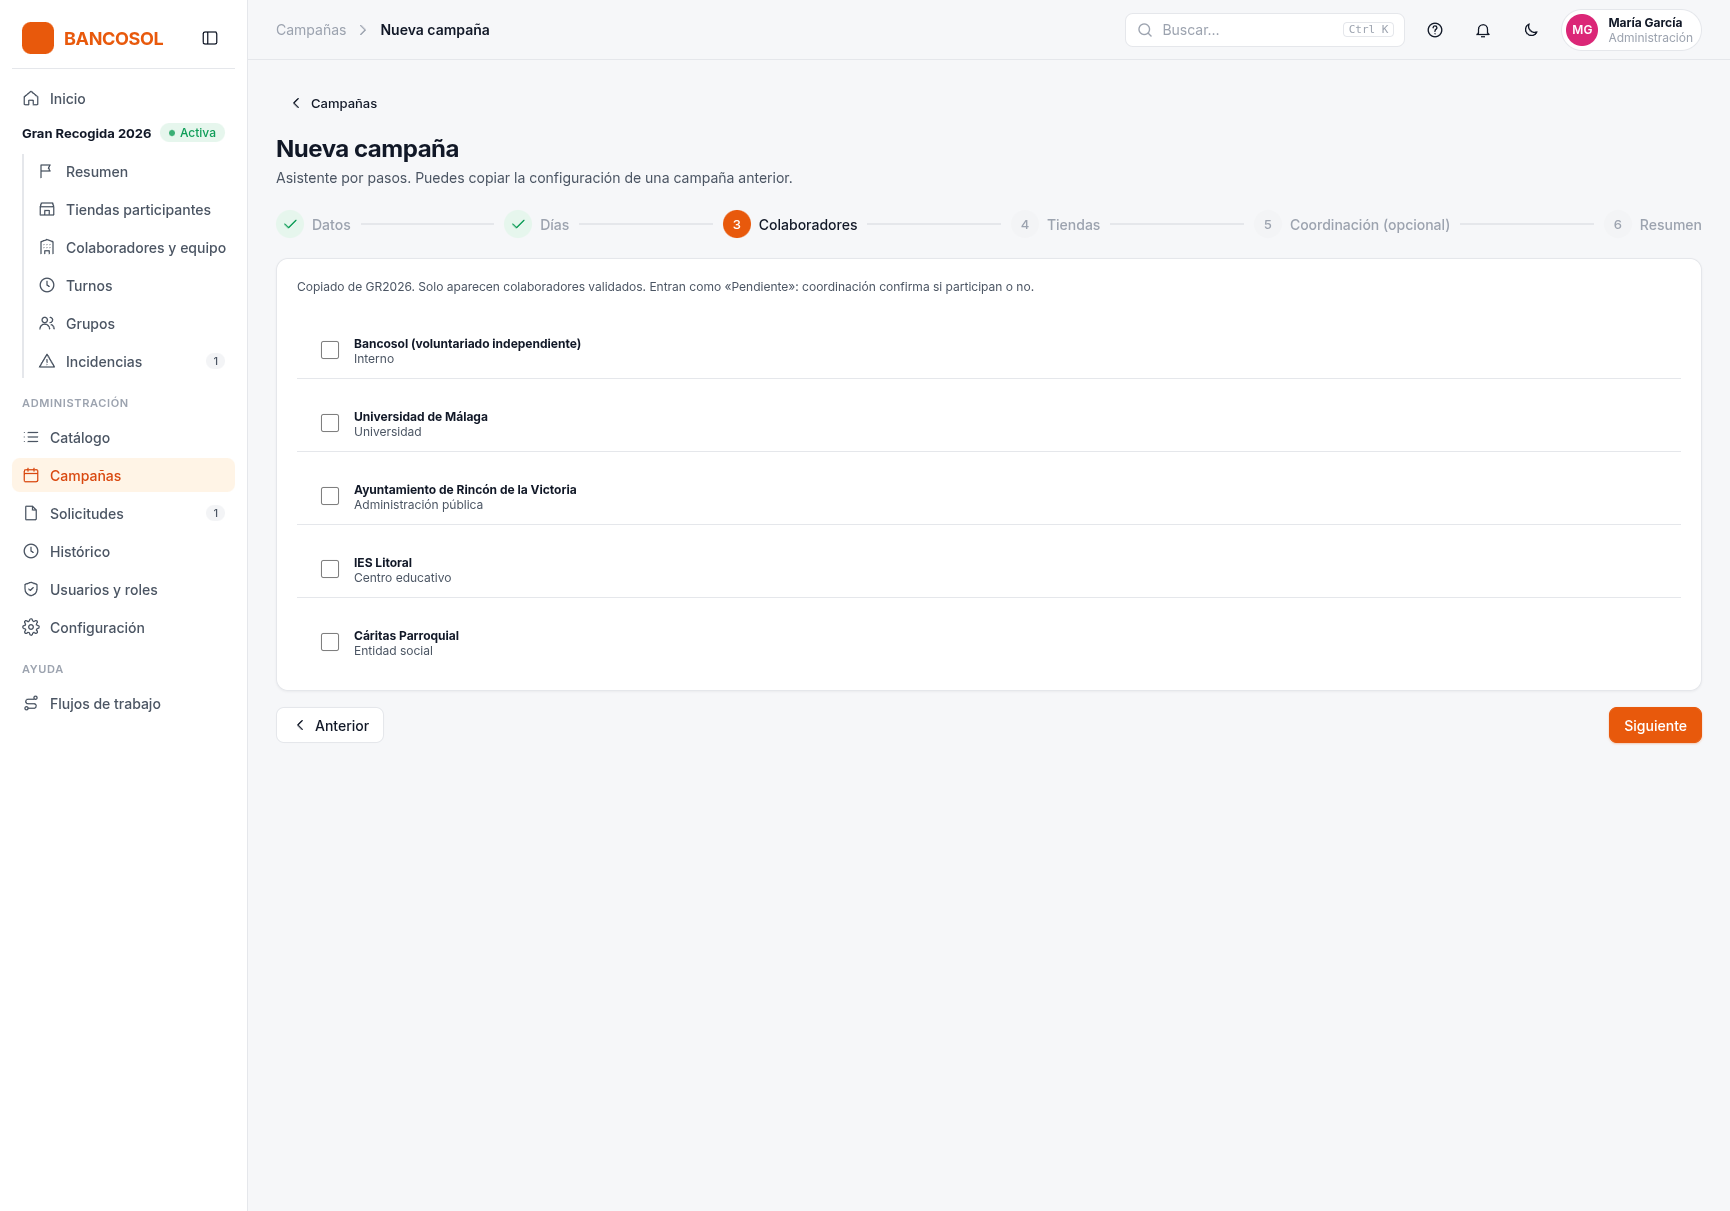 BANCOSOL
Inicio
Gran Recogida 2026 Activa
Resumen
Tiendas participantes
Colaboradores y equipo
Turnos
Grupos
Incidencias 1
ADMINISTRACIÓN
Catálogo
Campañas
Solicitudes 1
Histórico
Usuarios y roles
Configuración
AYUDA
Flujos de trabajo
Campañas Nueva campaña
Buscar... Ctrl K
MG
María García
Administración
Campañas
Nueva campaña
Asistente por pasos. Puedes copiar la configuración de una campaña anterior.
Datos Días 3 Colaboradores 4 Tiendas 5 Coordinación (opcional) 6 Resumen
Copiado de GR2026. Solo aparecen colaboradores validados. Entran como «Pendiente»: coordinación confirma si participan o no.
Bancosol (voluntariado independiente)
Interno
Universidad de Málaga
Universidad
Ayuntamiento de Rincón de la Victoria
Administración pública
IES Litoral
Centro educativo
Cáritas Parroquial
Entidad social
Anterior
Siguiente